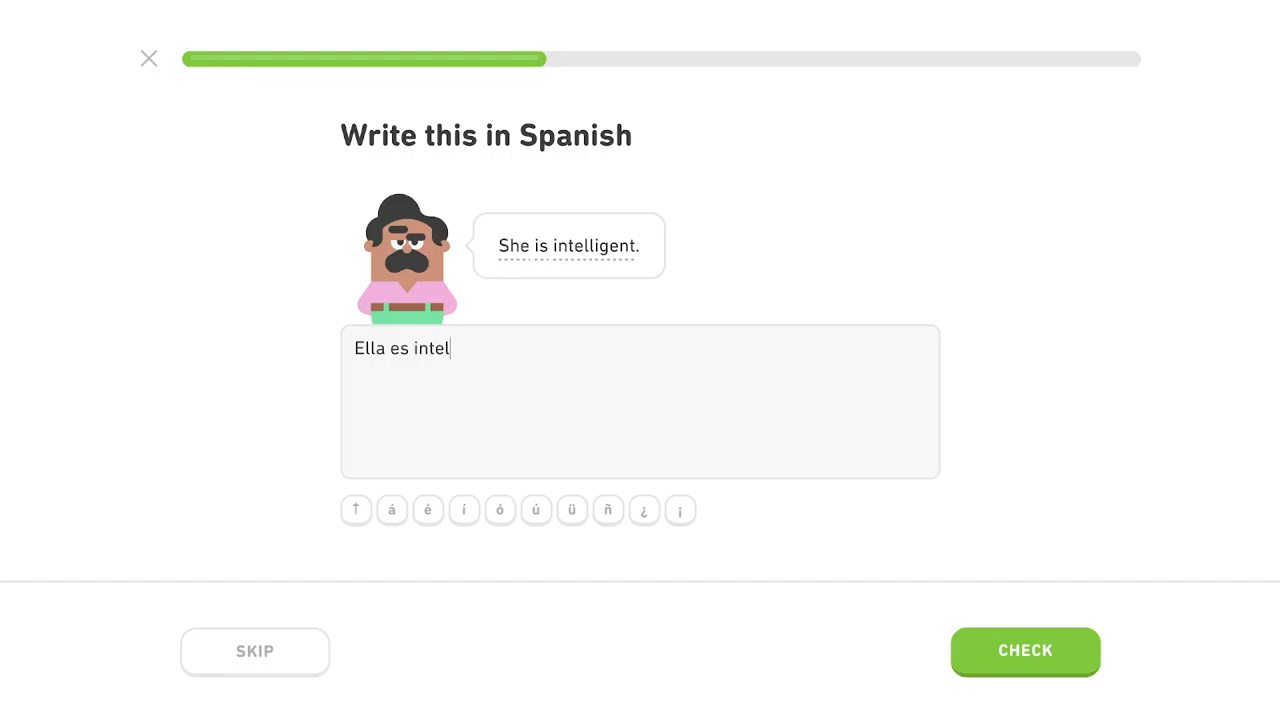 Write this in Spanish
She is intelligent.
Ella es intel
↑ á é í ó ú ü ñ ¿ ¡
SKIP
CHECK